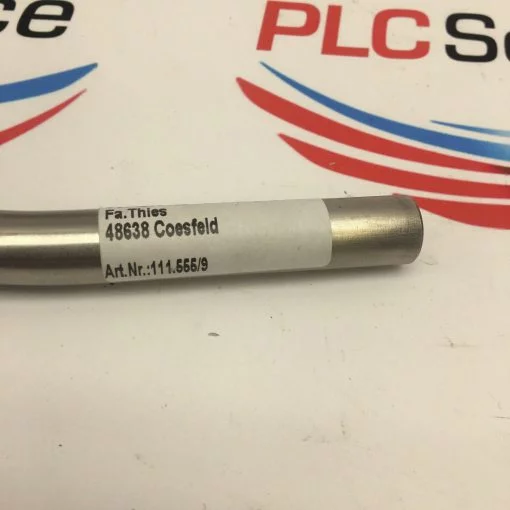 ce
PLC Se
Fa.Thies
48638 Coesfeld
Art.Nr.:111.555/9